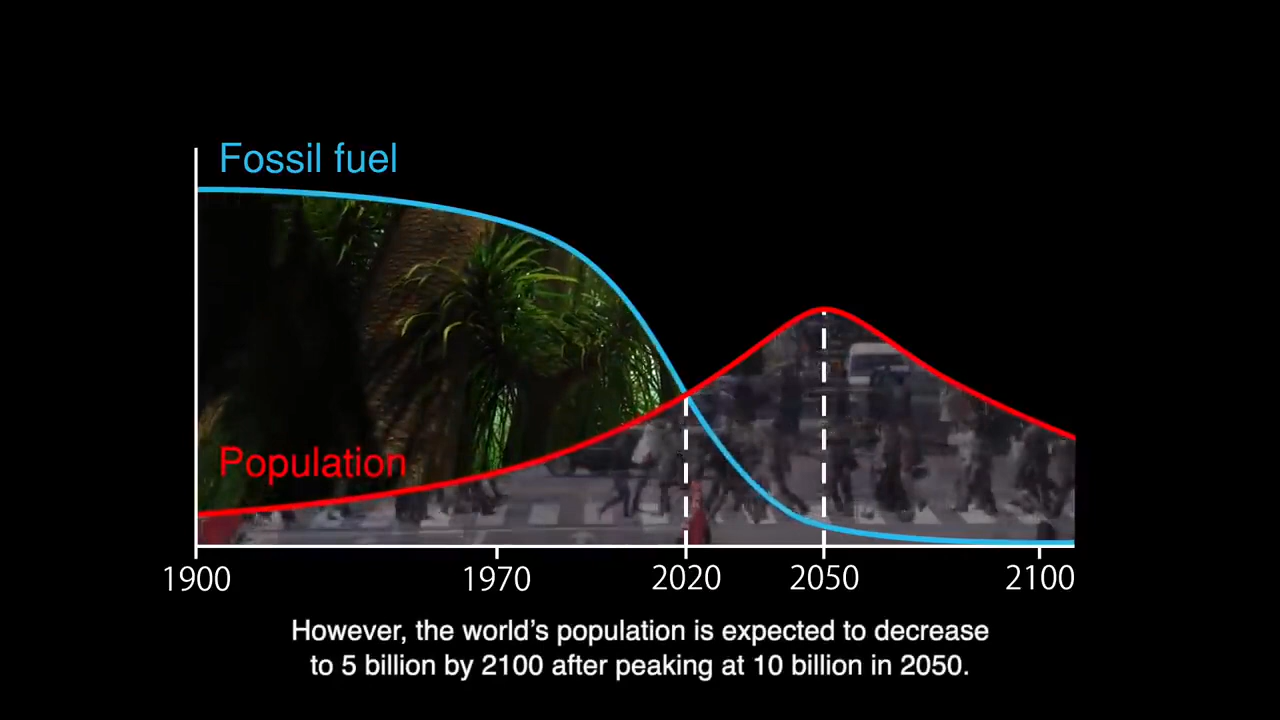 Fossil fuel
Population
1900 1970 2020 2050 2100
However, the world’s population is expected to decrease
to 5 billion by 2100 after peaking at 10 billion in 2050.